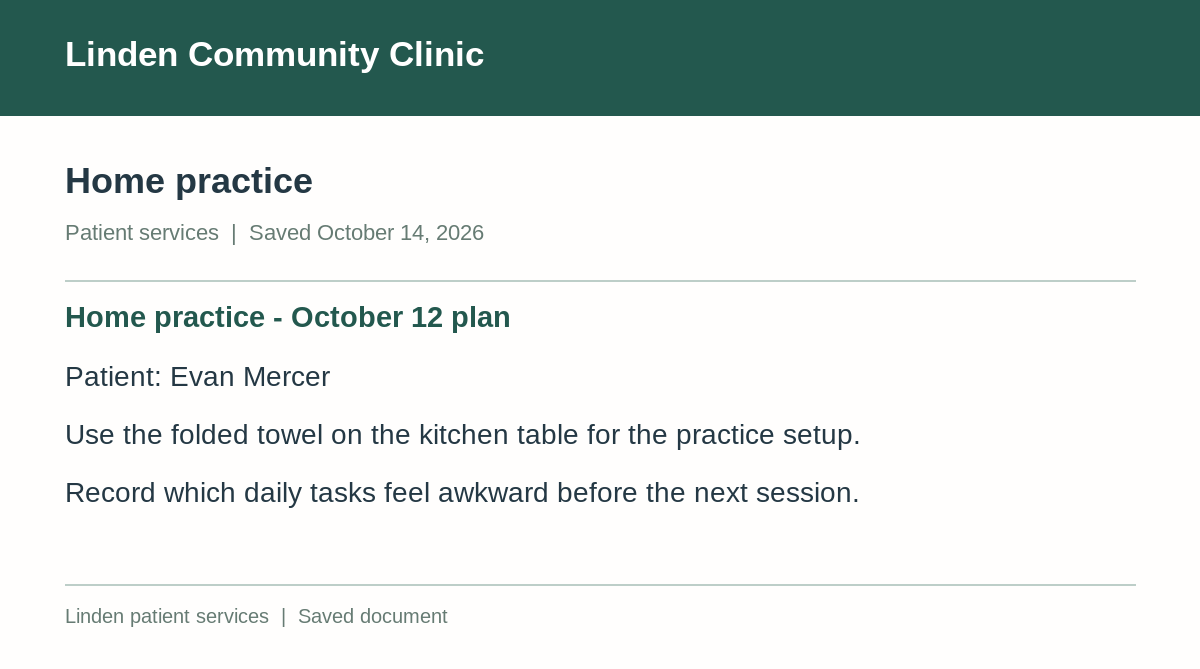 Linden Community Clinic
Home practice
Patient services | Saved October 14, 2026
Home practice - October 12 plan
Patient: Evan Mercer
Use the folded towel on the kitchen table for the practice setup.
Record which daily tasks feel awkward before the next session.
Linden patient services | Saved document